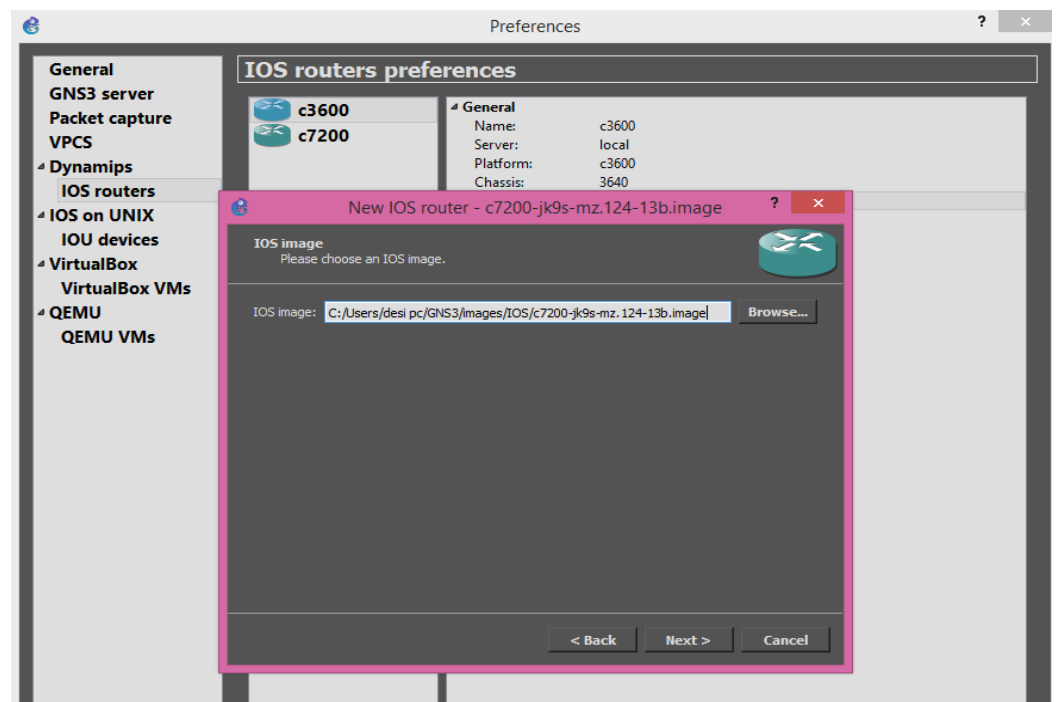 Preferences
?
×
General
GNS3 server
Packet capture
VPCS
Dynamips
IOS routers
IOS on UNIX
IOU devices
VirtualBox
VirtualBox VMs
QEMU
QEMU VMs
IOS routers preferences
c3600
c7200
General
Name: c3600
Server: local
Platform: c3600
Chassis: 3640
New IOS router - c7200-jk9s-mz.124-13b.image
?
×
IOS image
Please choose an IOS image.
IOS image: C:/Users/desi pc/GNS3/images/IOS/c7200-jk9s-mz.124-13b.image Browse...
< Back Next > Cancel